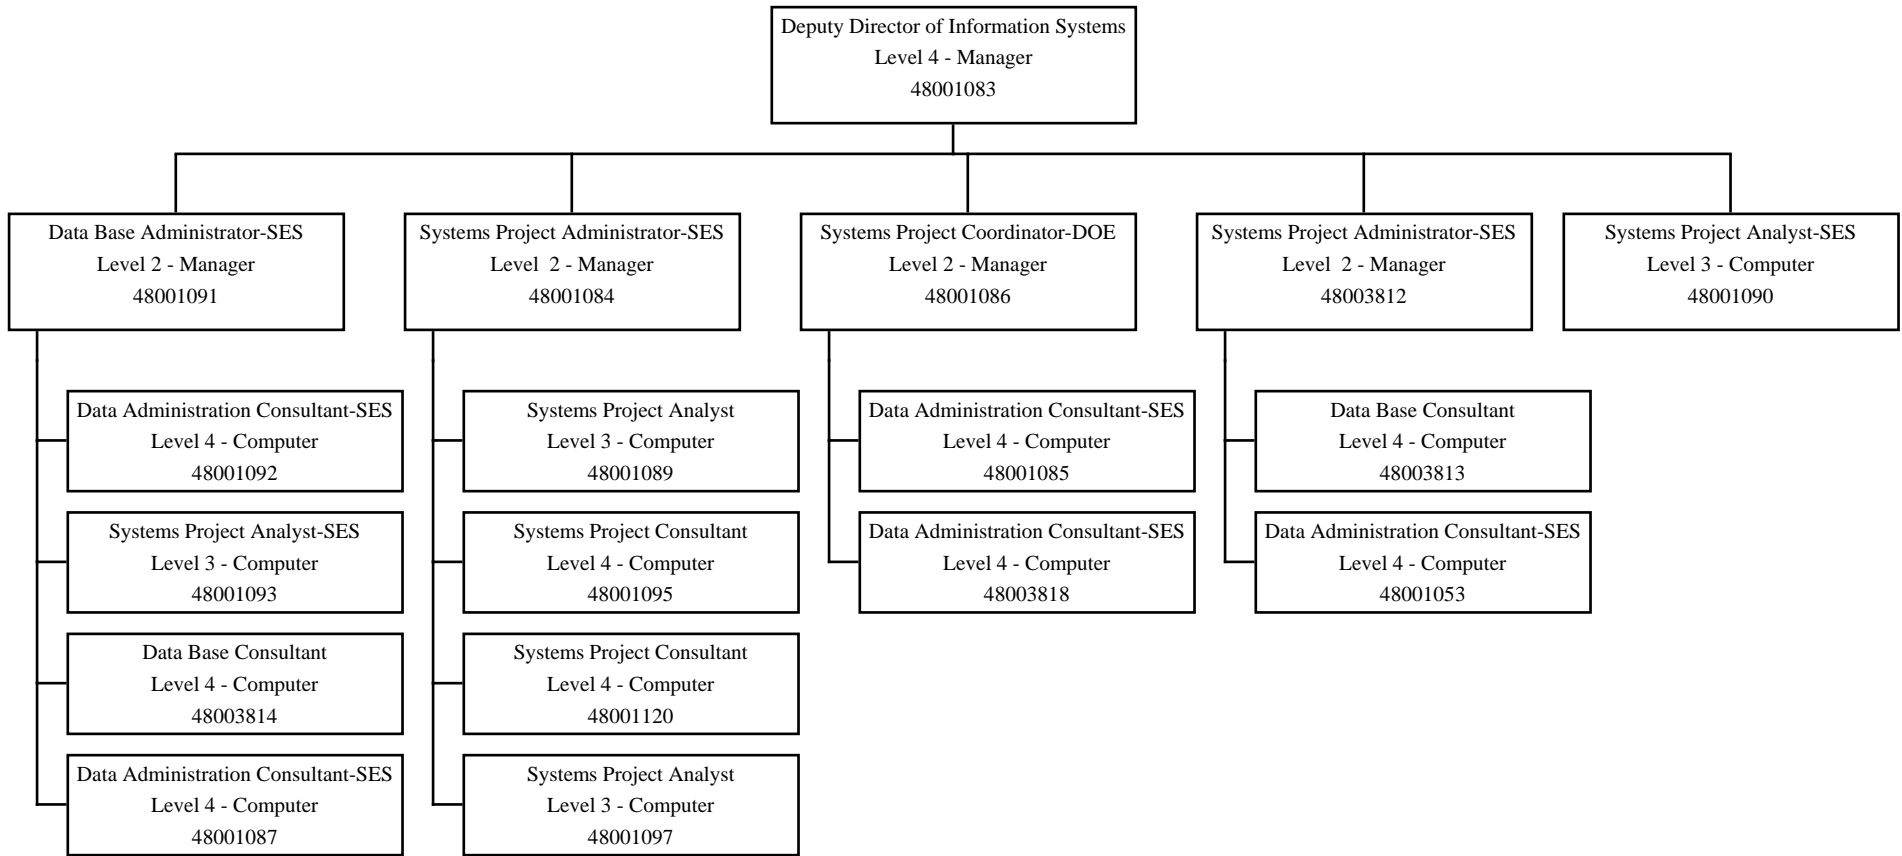 Deputy Director of Information Systems
Level 4 - Manager
48001083
Data Base Administrator-SES
Level 2 - Manager
48001091
Systems Project Administrator-SES
Level  2 - Manager
48001084
Systems Project Coordinator-DOE
Level 2 - Manager
48001086
Systems Project Administrator-SES
Level  2 - Manager
48003812
Systems Project Analyst-SES
Level 3 - Computer
48001090
Data Administration Consultant-SES
Level 4 - Computer
48001092
Systems Project Analyst-SES
Level 3 - Computer
48001093
Data Base Consultant
Level 4 - Computer
48003814
Data Administration Consultant-SES
Level 4 - Computer
48001087
Systems Project Analyst
Level 3 - Computer
48001089
Systems Project Consultant
Level 4 - Computer
48001095
Systems Project Consultant
Level 4 - Computer
48001120
Systems Project Analyst
Level 3 - Computer
48001097
Data Administration Consultant-SES
Level 4 - Computer
48001085
Data Administration Consultant-SES
Level 4 - Computer
48003818
Data Base Consultant
Level 4 - Computer
48003813
Data Administration Consultant-SES
Level 4 - Computer
48001053